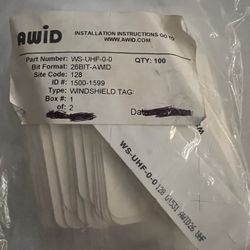 AWID
INSTALLATION INSTRUCTIONS GO TO
WWW.AWID.COM
Part Number: WS-UHF-0-0 QTY: 100
Bit Format: 26BIT-AWID
Site Code: 128
ID #: 1500-1599
Type: WINDSHIELD TAG
Box #: 1
of: 2
WS-UHF-0-0 128